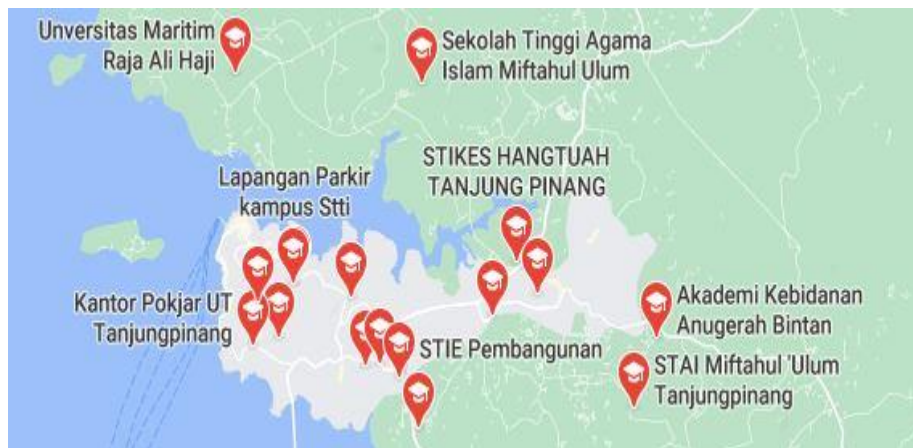 Unversitas Maritim
Raja Ali Haji
Sekolah Tinggi Agama
Islam Miftahul Ulum
STIKES HANGTUAH
TANJUNG PINANG
Lapangan Parkir
kampus Stti
Kantor Pokjar UT
Tanjungpinang
Akademi Kebidanan
Anugerah Bintan
STIE Pembangunan
STAI Miftahul 'Ulum
Tanjungpinang